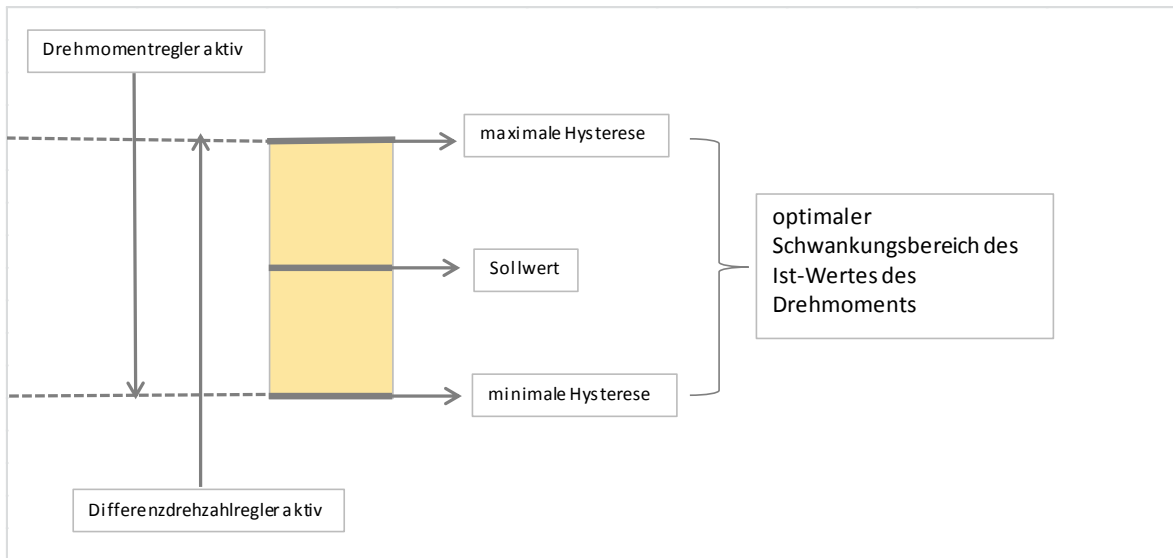 Drehmomentregler aktiv
maximale Hysterese
optimaler
Schwankungsbereich des
Ist-Wertes des
Drehmoments
Sollwert
minimale Hysterese
Differenzdrehzahlregler aktiv